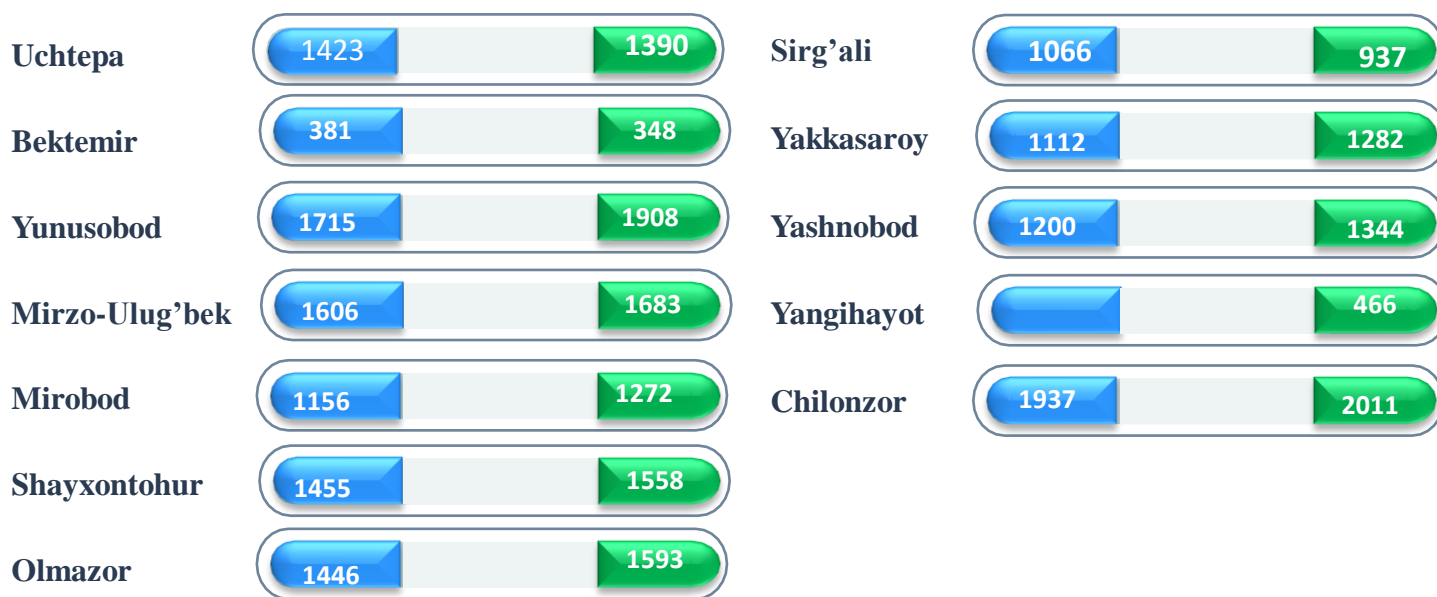 Uchtepa 1423 1390
Bektemir 381 348
Yunusobod 1715 1908
Mirzo-Ulug’bek 1606 1683
Mirobod 1156 1272
Shayxontohur 1455 1558
Olmazor 1446 1593
Sirg’ali 1066 937
Yakkasaroy 1112 1282
Yashnobod 1200 1344
Yangihayot 466
Chilonzor 1937 2011